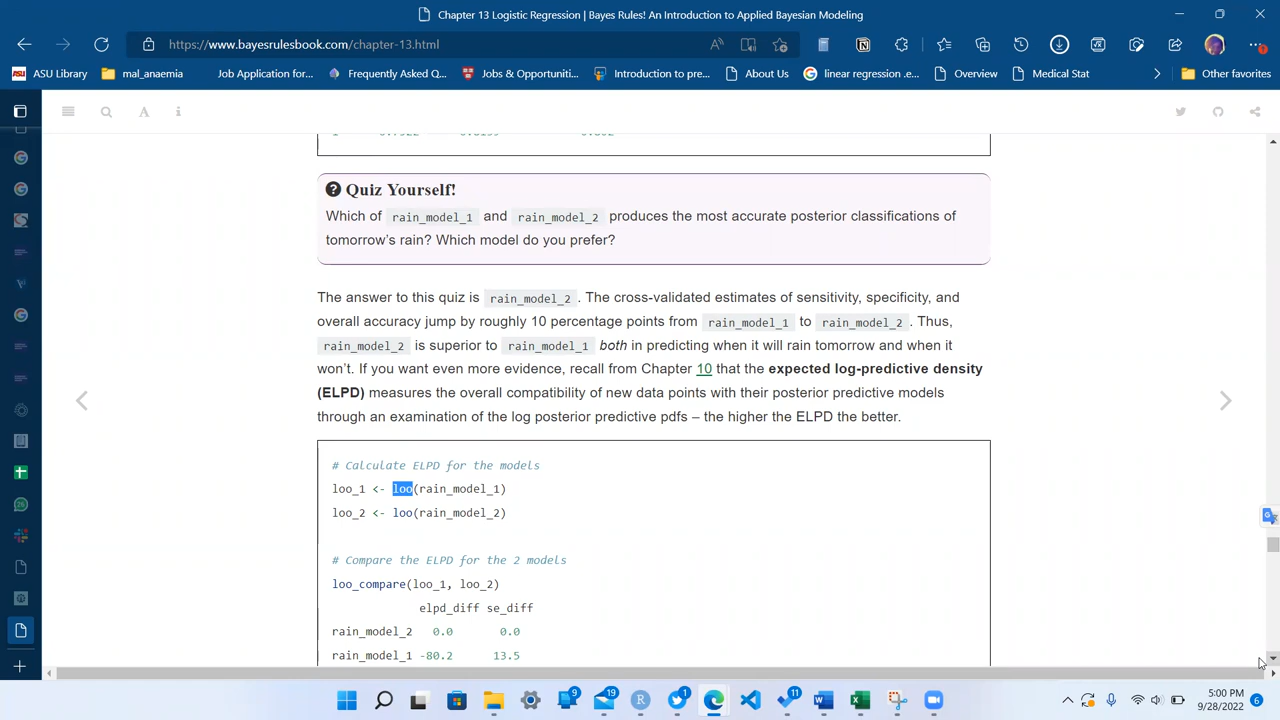 Chapter 13 Logistic Regression | Bayes Rules! An Introduction to Applied Bayesian Modeling
https://www.bayesrulesbook.com/chapter-13.html
ASU Library mal_anaemia Job Application for... Frequently Asked Q... Jobs & Opportuniti... Introduction to pre... About Us linear regression .e... Overview Medical Stat Other favorites
Quiz Yourself!
Which of rain_model_1 and rain_model_2 produces the most accurate posterior classifications of
tomorrow's rain? Which model do you prefer?
The answer to this quiz is rain_model_2. The cross-validated estimates of sensitivity, specificity, and
overall accuracy jump by roughly 10 percentage points from rain_model_1 to rain_model_2. Thus,
rain_model_2 is superior to rain_model_1 both in predicting when it will rain tomorrow and when it
won't. If you want even more evidence, recall from Chapter 10 that the expected log-predictive density
(ELPD) measures the overall compatibility of new data points with their posterior predictive models
through an examination of the log posterior predictive pdfs – the higher the ELPD the better.
# Calculate ELPD for the models
loo_1 <- loo(rain_model_1)
loo_2 <- loo(rain_model_2)
# Compare the ELPD for the 2 models
loo_compare(loo_1, loo_2)
elpd_diff se_diff
rain_model_2 0.0 0.0
rain_model_1 -80.2 13.5
9 19 1 11
5:00 PM
9/28/2022 6